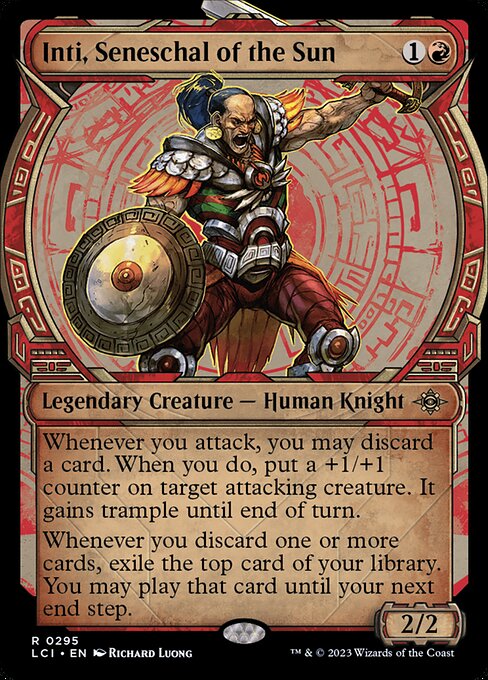 Inti, Seneschal of the Sun 1
Legendary Creature — Human Knight
Whenever you attack, you may discard
a card. When you do, put a +1/+1
counter on target attacking creature. It
gains trample until end of turn.
Whenever you discard one or more
cards, exile the top card of your library.
You may play that card until your next
end step.
2/2
R 0295
LCI • EN Richard Luong
™ & © 2023 Wizards of the Coast